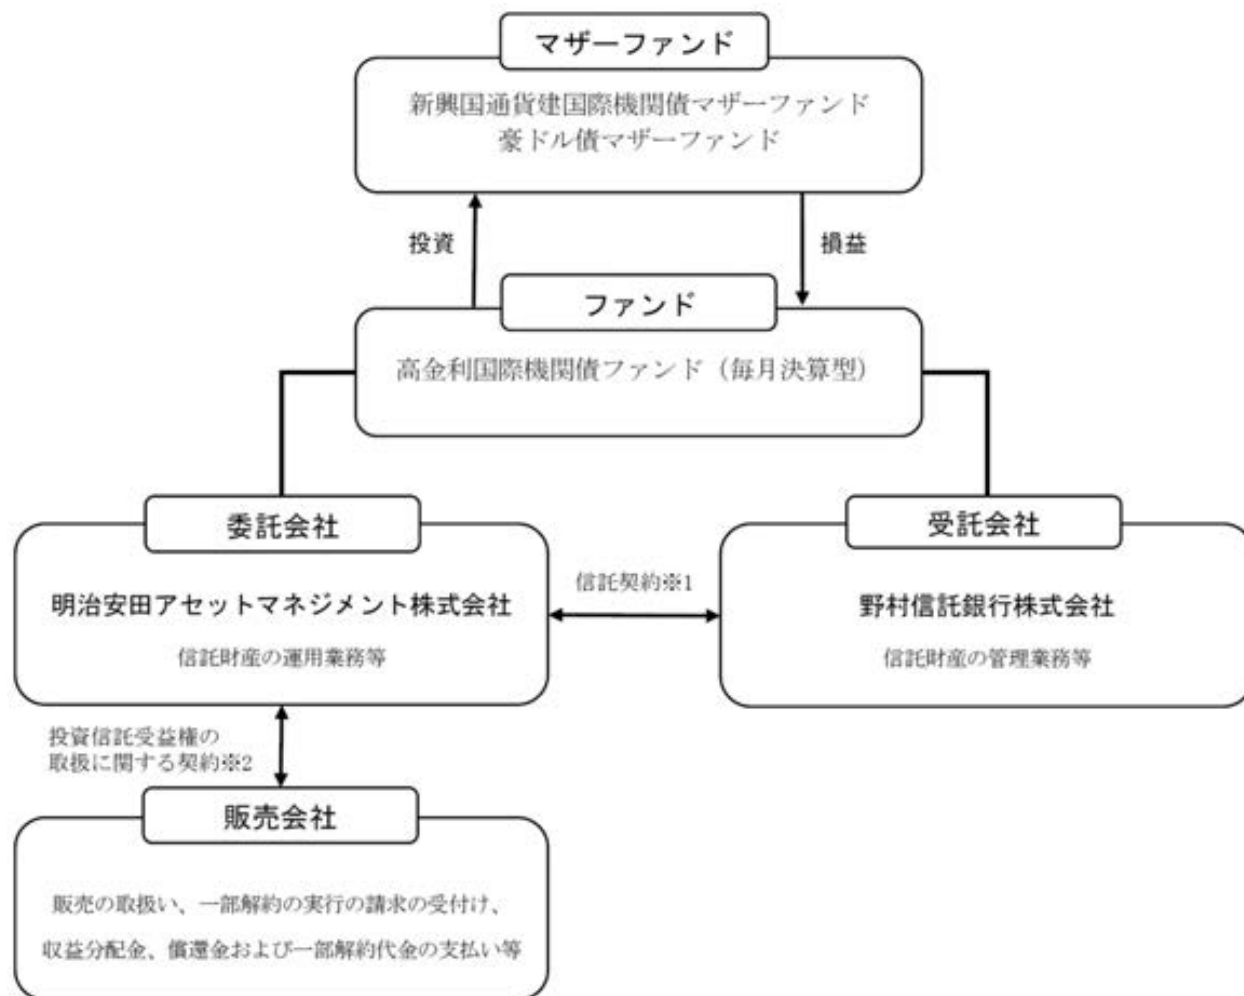 マザーファンド
新興国通貨建国際機関債マザーファンド
豪ドル債マザーファンド
投資
損益
ファンド
高金利国際機関債ファンド（毎月決算型）
委託会社
受託会社
明治安田アセットマネジメント株式会社
信託財産の運用業務等
信託契約※1
野村信託銀行株式会社
信託財産の管理業務等
投資信託受益権の
取扱に関する契約※2
販売会社
販売の取扱い、一部解約の実行の請求の受付け、
収益分配金、償還金および一部解約代金の支払い等